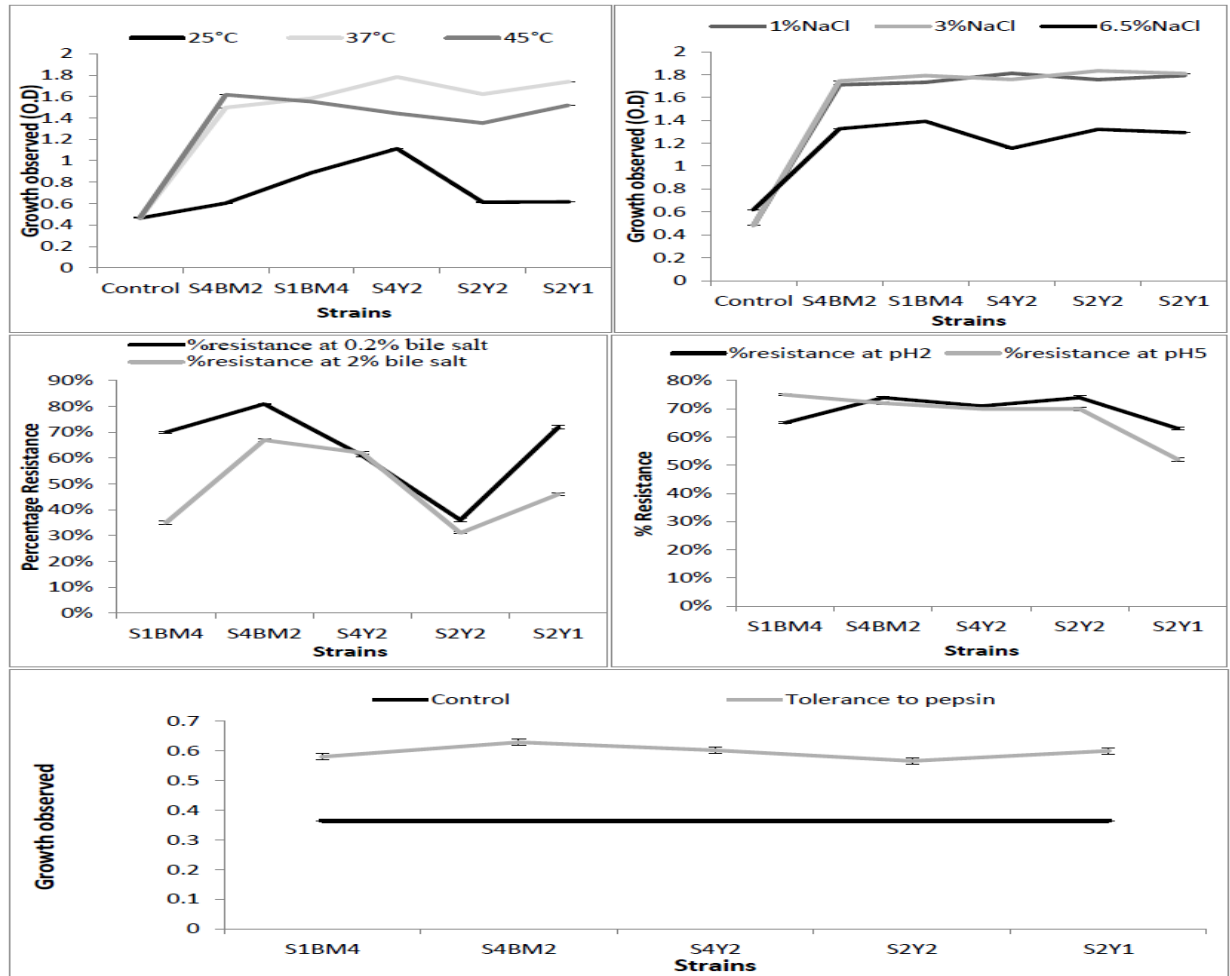 25°C 37°C 45°C
Growth observed (O.D)
2
1.8
1.6
1.4
1.2
1
0.8
0.6
0.4
0.2
0
Control S4BM2 S1BM4 S4Y2 S2Y2 S2Y1
Strains
1%NaCl 3%NaCl 6.5%NaCl
Growth observed (O.D
2
1.8
1.6
1.4
1.2
1
0.8
0.6
0.4
0.2
0
Control S4BM2 S1BM4 S4Y2 S2Y2 S2Y1
Strains
%resistance at 0.2% bile salt
%resistance at 2% bile salt
Percentage Resistance
90%
80%
70%
60%
50%
40%
30%
20%
10%
0%
S1BM4 S4BM2 S4Y2 S2Y2 S2Y1
Strains
%resistance at pH2 %resistance at pH5
% Resistance
80%
70%
60%
50%
40%
30%
20%
10%
0%
S1BM4 S4BM2 S4Y2 S2Y2 S2Y1
Strains
Control Tolerance to pepsin
Growth observed
0.7
0.6
0.5
0.4
0.3
0.2
0.1
0
S1BM4 S4BM2 S4Y2 S2Y2 S2Y1
Strains